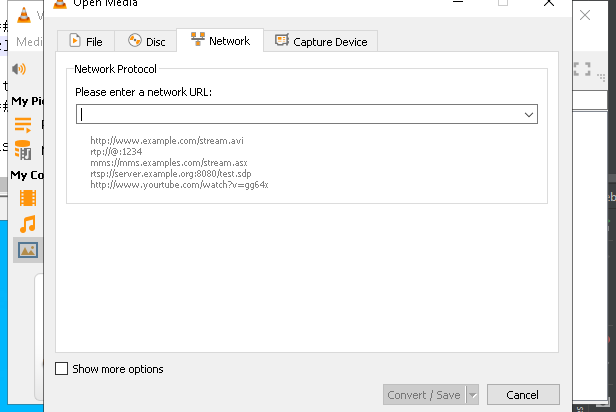 Open Media
Medi
File
Disc
Network
Capture Device
Network Protocol
Please enter a network URL:
My Pi
My Co
http://www.example.com/stream.avi
rtp://@:1234
mms://mms.examples.com/stream.asx
rtsp://server.example.org:8080/test.sdp
http://www.yourtube.com/watch?v=gg64x
Show more options
Convert / Save
Cancel